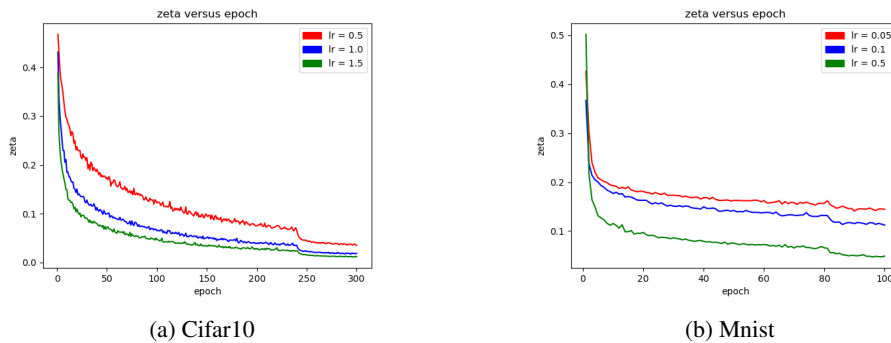 zeta versus epoch
lr = 0.5
lr = 1.0
lr = 1.5
0.4
0.3
0.2
0.1
0.0
zeta
0
50
100
150
200
250
300
epoch
(a) Cifar10
zeta versus epoch
lr = 0.05
lr = 0.1
lr = 0.5
0.5
0.4
0.3
0.2
0.1
zeta
0
20
40
60
80
100
epoch
(b) Mnist